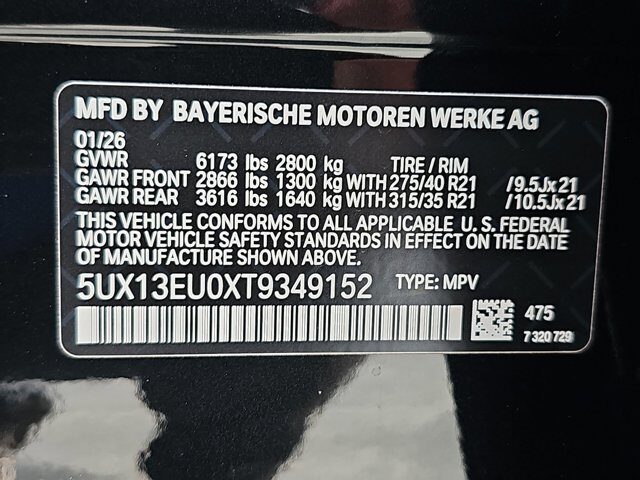 MFD BY BAYERISCHE MOTOREN WERKE AG
01/26
GVWR 6173 lbs 2800 kg TIRE / RIM
GAWR FRONT 2866 lbs 1300 kg WITH 275/40 R21 /9.5Jx21
GAWR REAR 3616 lbs 1640 kg WITH 315/35 R21 /10.5Jx21
THIS VEHICLE CONFORMS TO ALL APPLICABLE U. S. FEDERAL
MOTOR VEHICLE SAFETY STANDARDS IN EFFECT ON THE DATE
OF MANUFACTURE SHOWN ABOVE.
5UX13EU0XT9349152 TYPE: MPV
475
7 320 729